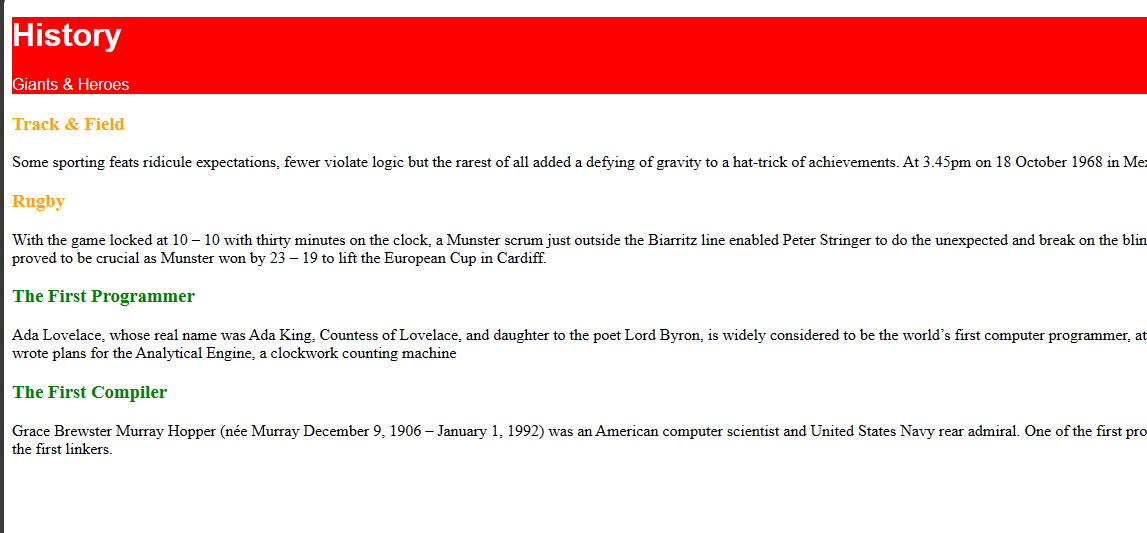 History
Giants & Heroes
Track & Field
Some sporting feats ridicule expectations, fewer violate logic but the rarest of all added a defying of gravity to a hat-trick of achievements. At 3.45pm on 18 October 1968 in
Rugby
With the game locked at 10 – 10 with thirty minutes on the clock, a Munster scrum just outside the Biarritz line enabled Peter Stringer to do the unexpected and break on the
proved to be crucial as Munster won by 23 – 19 to lift the European Cup in Cardiff.
The First Programmer
Ada Lovelace, whose real name was Ada King, Countess of Lovelace, and daughter to the poet Lord Byron, is widely considered to be the world’s first computer programmer, at
wrote plans for the Analytical Engine, a clockwork counting machine
The First Compiler
Grace Brewster Murray Hopper (née Murray December 9, 1906 – January 1, 1992) was an American computer scientist and United States Navy rear admiral. One of the first
the first linkers.